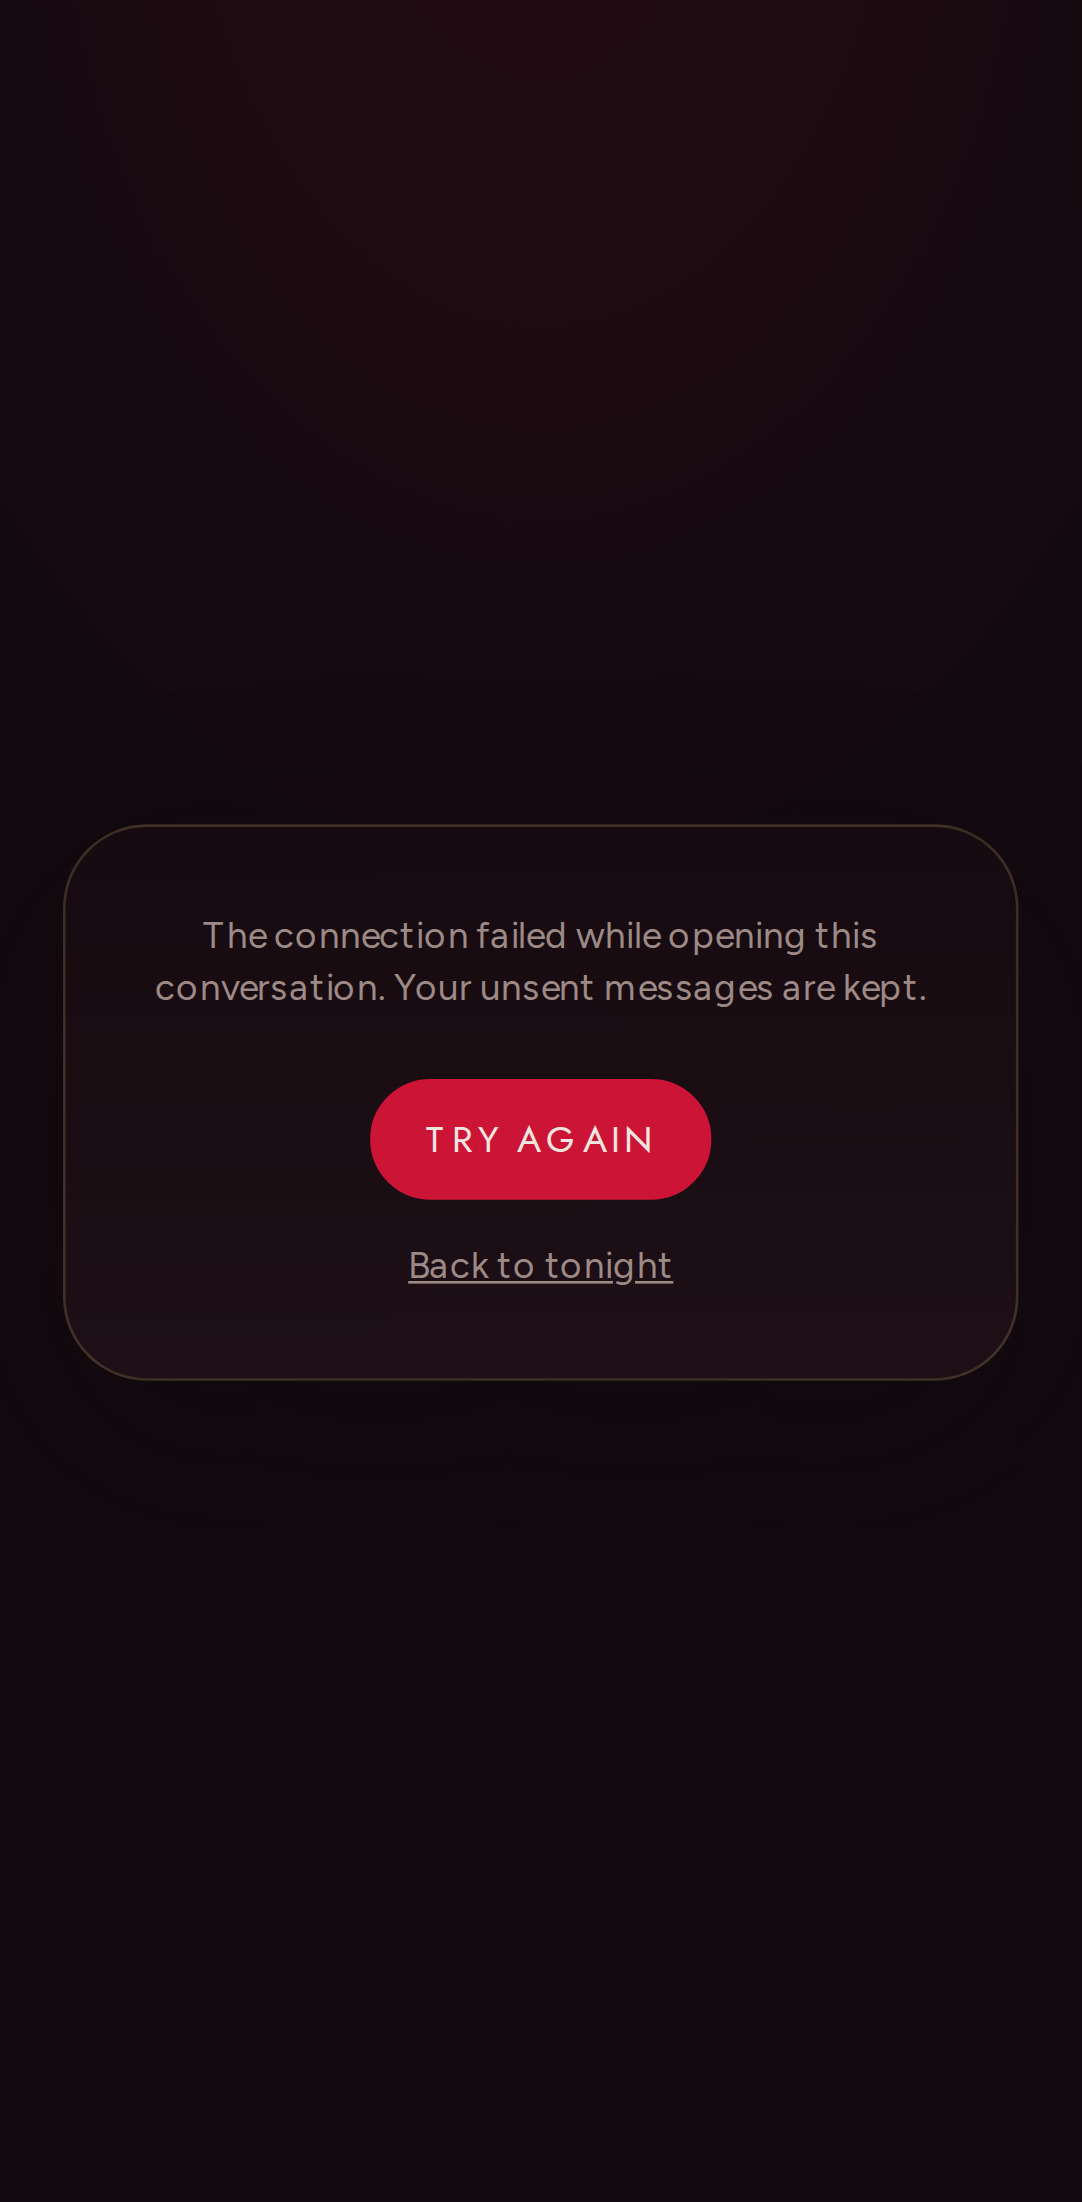 The connection failed while opening this
conversation. Your unsent messages are kept.
TRY AGAIN
Back to tonight